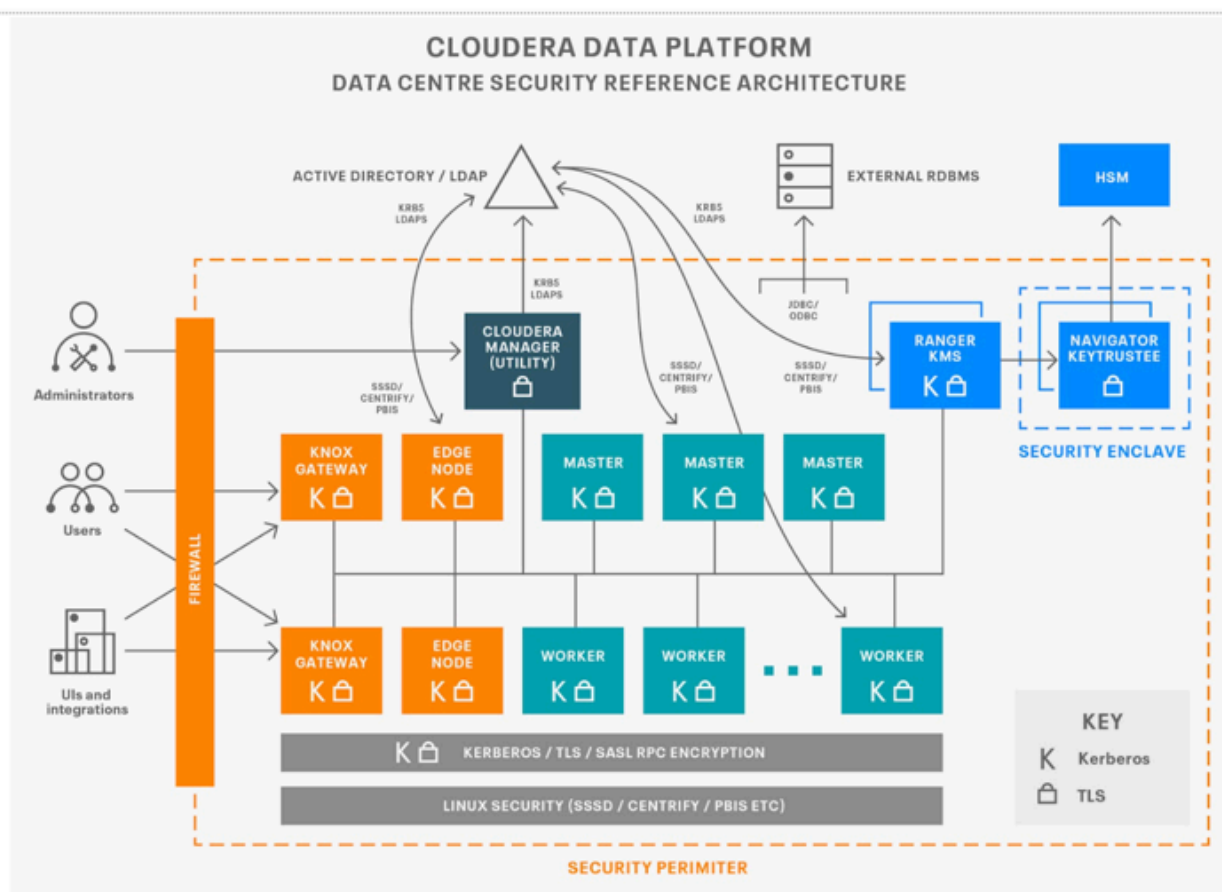 CLOUDERA DATA PLATFORM
DATA CENTRE SECURITY REFERENCE ARCHITECTURE
ACTIVE DIRECTORY / LDAP
EXTERNAL RDBMS
HSM
KRB5
LDAPS
KRB5
LDAPS
KRB5
LDAPS
JDBC/
ODBC
Administrators
CLOUDERA
MANAGER
(UTILITY)
RANGER
KMS
K
NAVIGATOR
KEYTRUSTEE
SSSD/
CENTRIFY/
PBIS
SSSD/
CENTRIFY/
PBIS
SSSD/
CENTRIFY/
PBIS
SECURITY ENCLAVE
Users
FIREWALL
KNOX
GATEWAY
K
EDGE
NODE
K
MASTER
K
MASTER
K
MASTER
K
UIs and
integrations
KNOX
GATEWAY
K
EDGE
NODE
K
WORKER
K
WORKER
K
WORKER
K
K KERBEROS / TLS / SASL RPC ENCRYPTION
LINUX SECURITY (SSSD / CENTRIFY / PBIS ETC)
KEY
K Kerberos
TLS
SECURITY PERIMITER